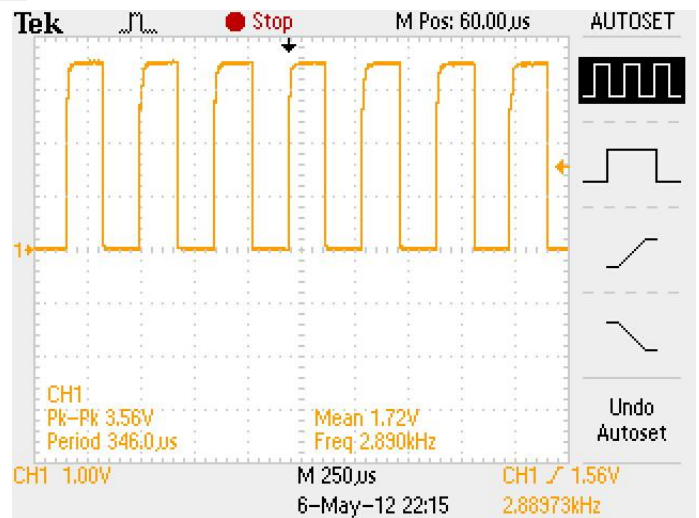 Tek Stop M Pos: 60.00µs AUTOSET
1
CH1
Pk-Pk 3.56V Mean 1.72V
Period 346.0µs Freq 2.890kHz
Undo
Autoset
CH1 1.00V M 250µs CH1 1.56V
6-May-12 22:15 2.88973kHz